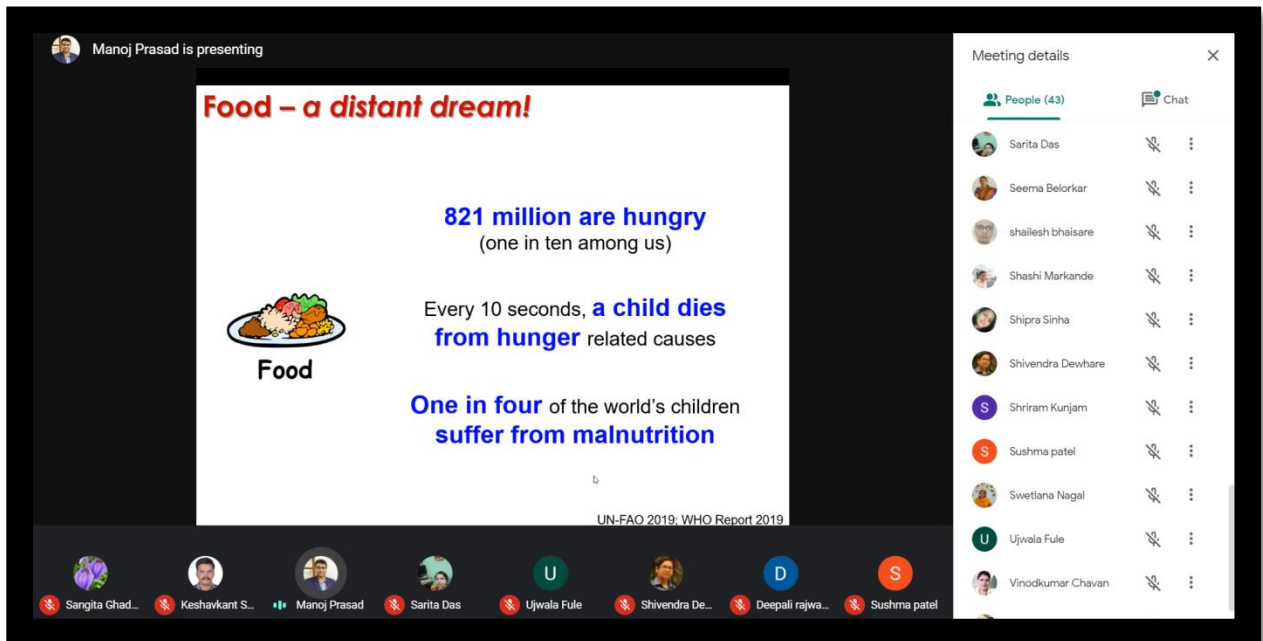 Manoj Prasad is presenting
Food – a distant dream!
821 million are hungry
(one in ten among us)
Every 10 seconds, a child dies
from hunger related causes
Food
One in four of the world's children
suffer from malnutrition
UN-FAO 2019; WHO Report 2019
Sangita Ghad...
Keshavkant S...
Manoj Prasad
Sarita Das
U
Ujwala Fule
Shivendra De...
D
Deepali rajwa...
S
Sushma patel
Meeting details
People (43)
Chat
Sarita Das
Seema Belorkar
shailesh bhaisare
Shashi Markande
Shipra Sinha
Shivendra Dewhare
S
Shriram Kunjam
S
Sushma patel
Swetlana Nagal
U
Ujwala Fule
Vinodkumar Chavan